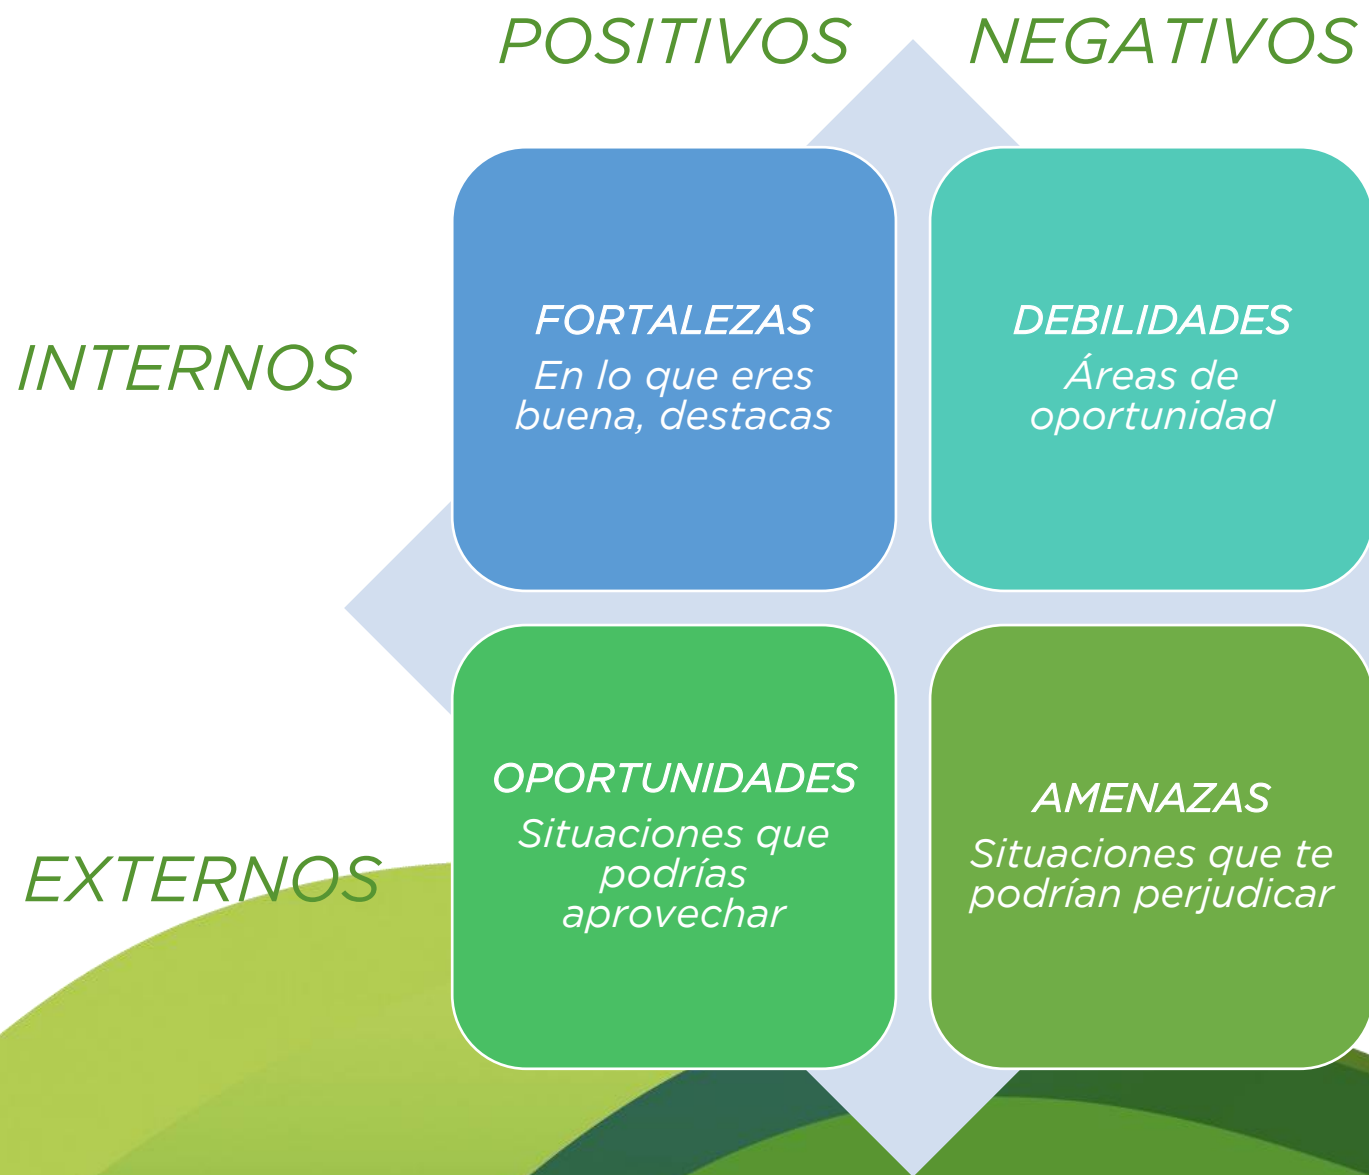 POSITIVOS NEGATIVOS
INTERNOS
FORTALEZAS
En lo que eres
buena, destacas
DEBILIDADES
Áreas de
oportunidad
EXTERNOS
OPORTUNIDADES
Situaciones que
podrías
aprovechar
AMENAZAS
Situaciones que te
podrían perjudicar